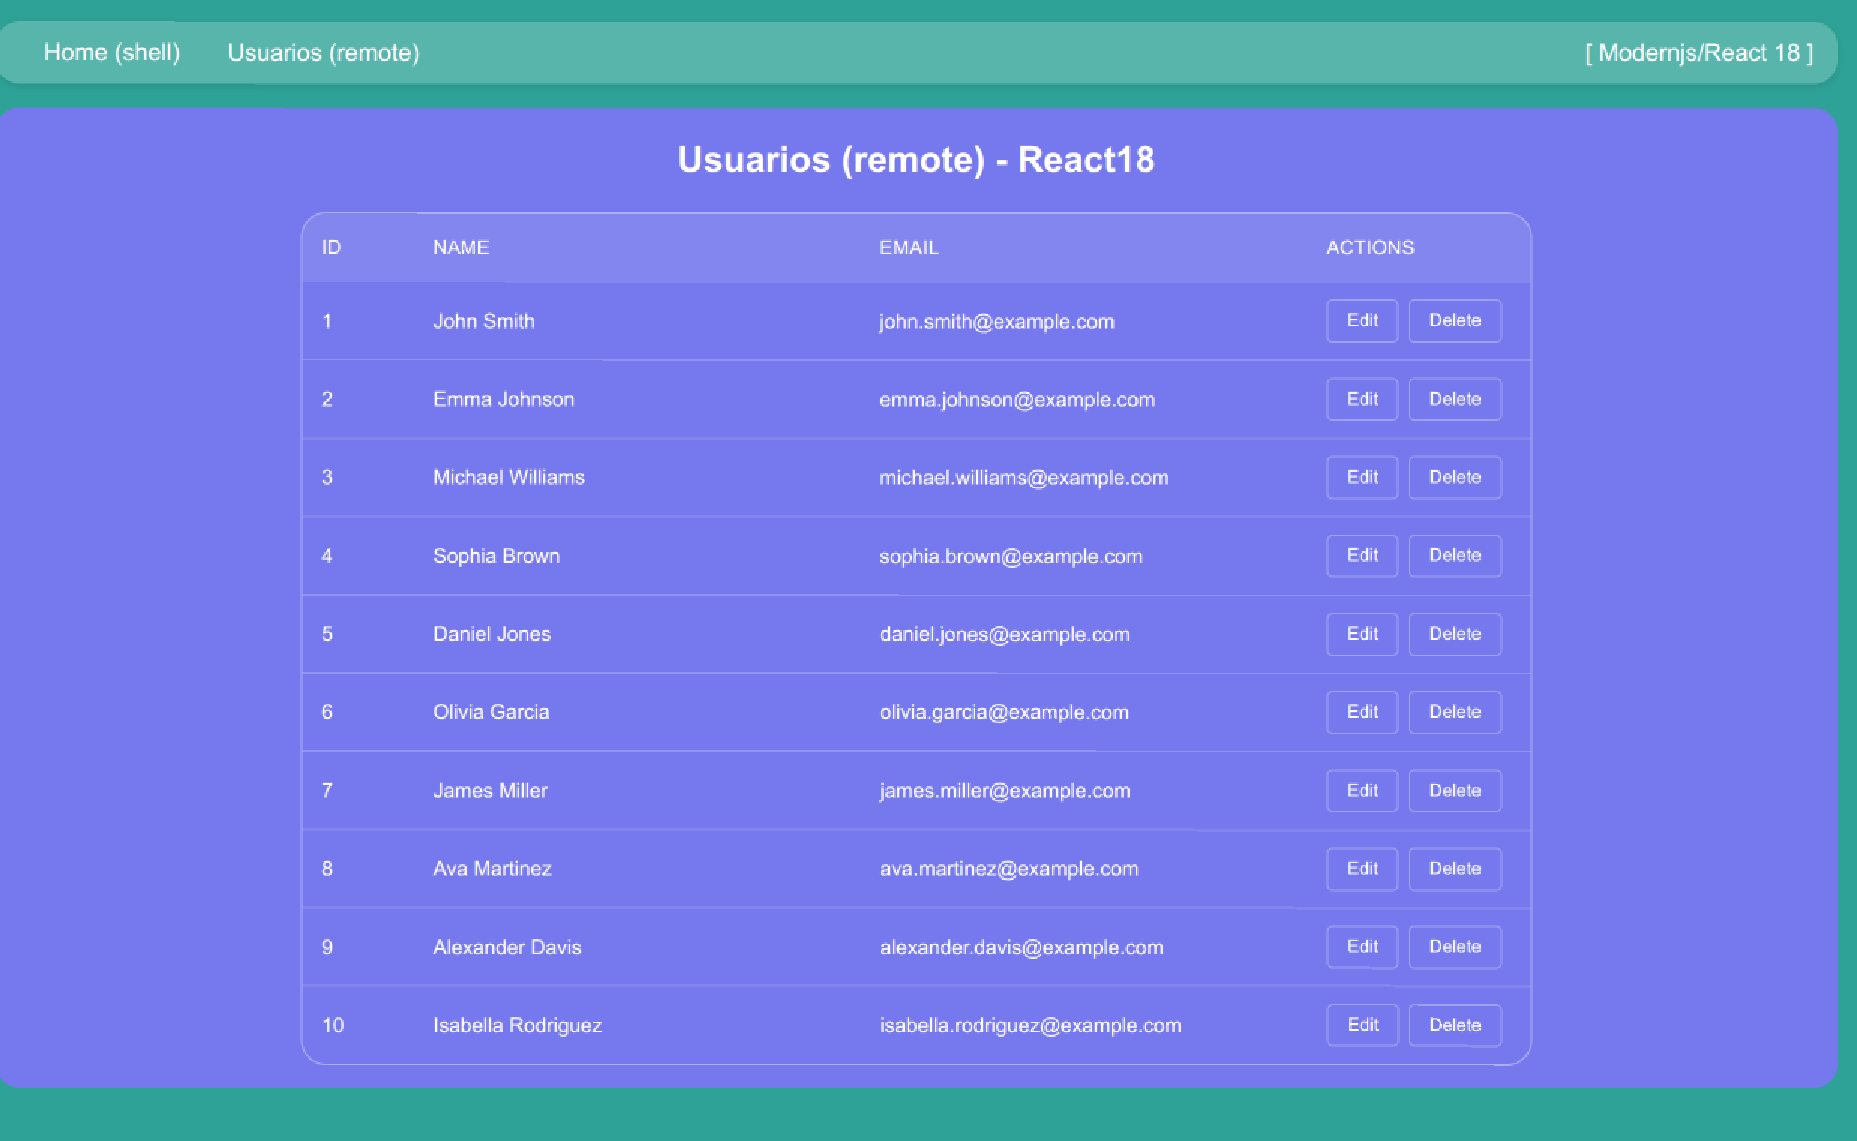 Home (shell) Usuarios (remote) [ Modernjs/React 18 ]
Usuarios (remote) - React18
ID NAME EMAIL ACTIONS
1 John Smith john.smith@example.com Edit Delete
2 Emma Johnson emma.johnson@example.com Edit Delete
3 Michael Williams michael.williams@example.com Edit Delete
4 Sophia Brown sophia.brown@example.com Edit Delete
5 Daniel Jones daniel.jones@example.com Edit Delete
6 Olivia Garcia olivia.garcia@example.com Edit Delete
7 James Miller james.miller@example.com Edit Delete
8 Ava Martinez ava.martinez@example.com Edit Delete
9 Alexander Davis alexander.davis@example.com Edit Delete
10 Isabella Rodriguez isabella.rodriguez@example.com Edit Delete